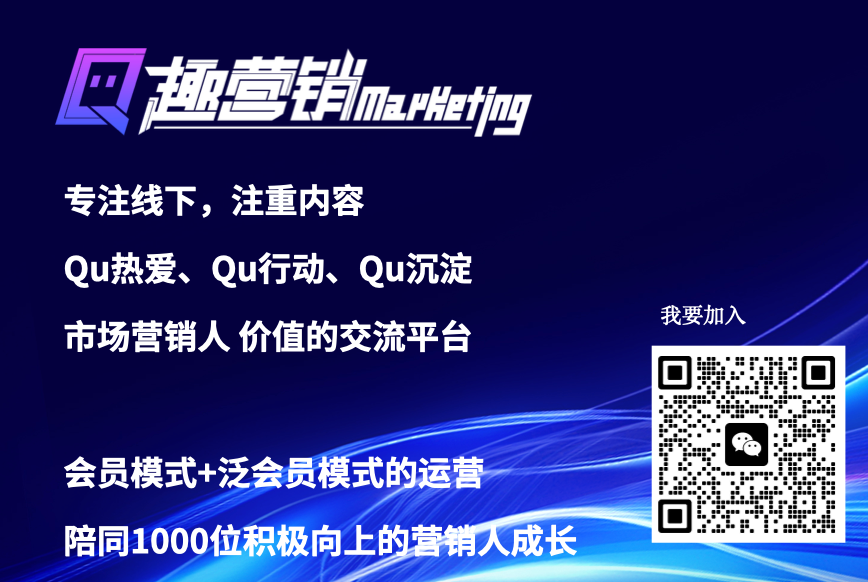 趣营销Marketing
专注线下，注重内容
Qu热爱、Qu行动、Qu沉淀
市场营销人 价值的交流平台
我要加入
会员模式+泛会员模式的运营
陪同1000位积极向上的营销人成长